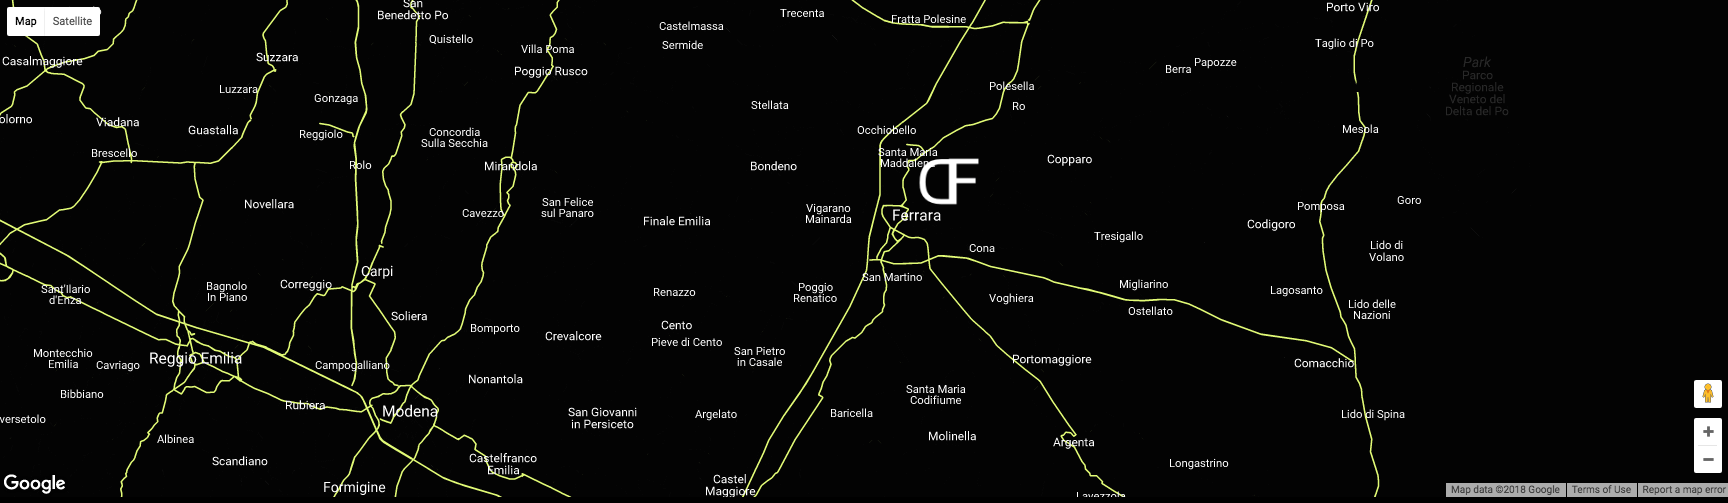 Map Satellite
San
Benedetto Po
Trecenta
Fratta Polesine
Porto Viro
Castelmassa
Quistello
Sermide
Villa Poma
Taglio di Po
Casalmaggiore
Suzzara
Poggio Rusco
Berra
Papozze
Park
Parco
Regionale
Veneto del
Delta del Po
Luzzara
Gonzaga
Polesella
Stellata
Ro
olorno
Viadana
Guastalla
Reggiolo
Concordia
Sulla Secchia
Occhiobello
Mesola
Brescello
Rolo
Mirandola
Bondeno
Santa Maria
Maddalena
Copparo
CF
Novellara
Cavezzo
San Felice
sul Panaro
Finale Emilia
Vigarano
Mainarda
Ferrara
Pomposa
Goro
Codigoro
Tresigallo
Cona
Lido di
Volano
Carpi
San Martino
Sant'Ilario
d'Enza
Bagnolo
In Piano
Correggio
Renazzo
Poggio
Renatico
Voghiera
Migliarino
Lagosanto
Ostellato
Lido delle
Nazioni
Soliera
Bomporto
Crevalcore
Cento
Pieve di Cento
San Pietro
in Casale
Montecchio
Emilia
Cavriago
Reggio Emilia
Campogalliano
Portomaggiore
Comacchio
Nonantola
Bibbiano
Rubiera
Modena
Santa Maria
Codifiume
versetolo
San Giovanni
in Persiceto
Argelato
Baricella
Lido di Spina
Albinea
Molinella
Argenta
Scandiano
Castelfranco
Emilia
Longastrino
Formigine
Castel
Maggiore
Lavezzola
Google
Map data ©2018 Google
Terms of Use
Report a map error